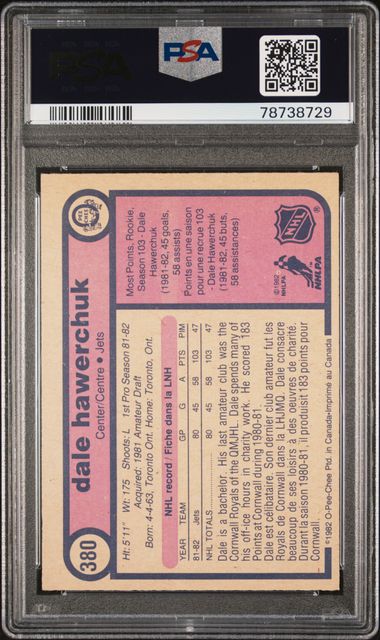 PSA
PSA
78738729
380
dale hawerchuk
Center/Centre • Jets
Ht: 5'11" Wt: 175 Shoots: L 1st Pro Season 81-82
Acquired: 1981 Amateur Draft
Born: 4-4-63, Toronto Ont. Home: Toronto, Ont.
NHL record / Fiche dans la LNH
YEAR TEAM GP G A PTS PIM
81-82 Jets 80 45 58 103 47
NHL TOTALS 80 45 58 103 47
Dale is a bachelor. His last amateur club was the
Cornwall Royals of the QMJHL. Dale spends many of
his off-ice hours in charity work. He scored 183
Points at Cornwall during 1980-81.
Dale est célibataire. Son dernier club amateur fut les
Royals de Cornwall dans la LHJMQ. Dale consacre
beaucoup de ses loisirs à des oeuvres de charité.
Durant la saison 1980-81, il produisit 183 points pour
Cornwall.
©1982 O-Pee-Chee Ptd. in Canada-Imprimé au Canada
O-PEE-CHEE
Most Points, Rookie,
Season 103 - Dale
Hawerchuk
(1981-82, 45 goals,
58 assists)
Points en une saison
pour une recrue 103
- Dale Hawerchuk
(1981-82, 45 buts,
58 assistances)
©1982
NHLPA
NHLPA
NHL
®